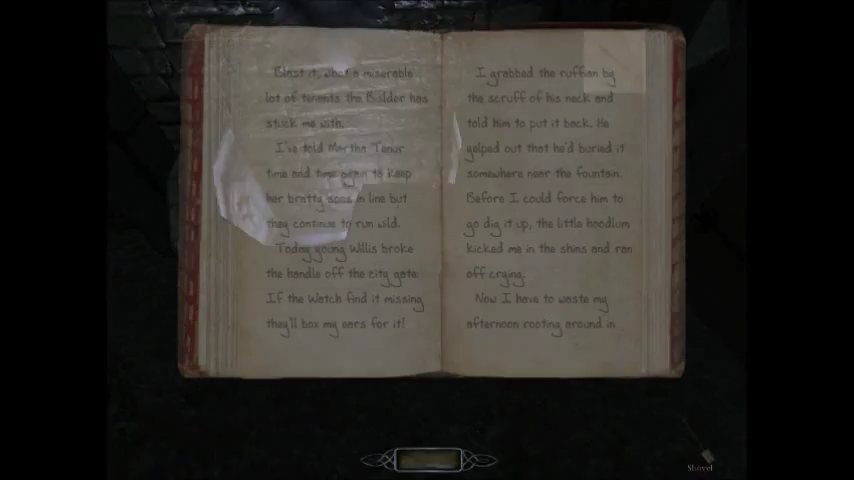 Blast it, what a miserable
lot of tenants the Builder has
stuck me with.
I've told Martha Tenur
time and time again to keep
her bratty sons in line but
they continue to run wild.
Today young Willis broke
the handle off the city gate.
If the Watch find it missing
they'll box my ears for it!
I grabbed the ruffian by
the scruff of his neck and
told him to put it back. He
yelped out that he'd buried it
somewhere near the fountain.
Before I could force him to
go dig it up, the little hoodlum
kicked me in the shins and ran
off crying.
Now I have to waste my
afternoon rooting around in
Shovel